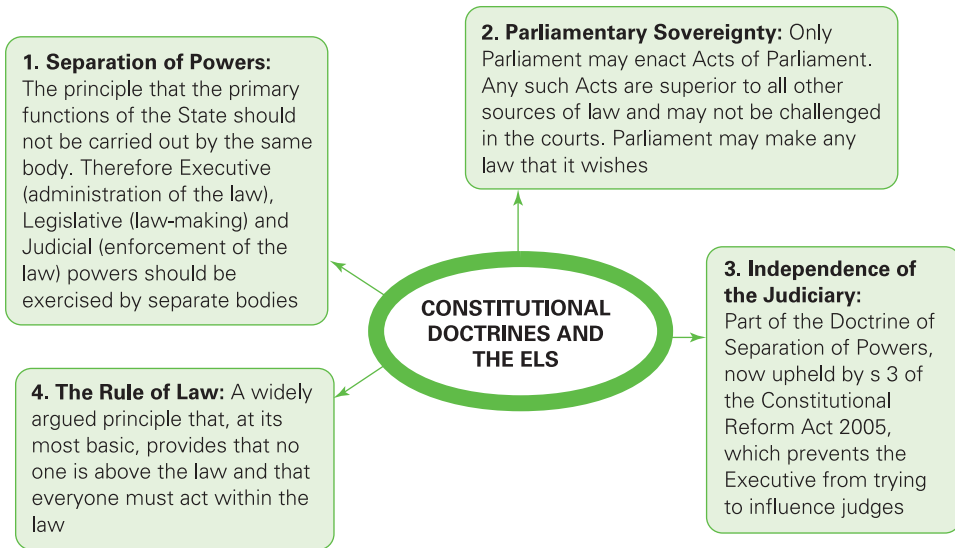 1. Separation of Powers:
The principle that the primary
functions of the State should
not be carried out by the same
body. Therefore Executive
(administration of the law),
Legislative (law-making) and
Judicial (enforcement of the
law) powers should be
exercised by separate bodies
2. Parliamentary Sovereignty: Only
Parliament may enact Acts of Parliament.
Any such Acts are superior to all other
sources of law and may not be challenged
in the courts. Parliament may make any
law that it wishes
CONSTITUTIONAL
DOCTRINES AND
THE ELS
3. Independence of
the Judiciary:
Part of the Doctrine of
Separation of Powers,
now upheld by s 3 of
the Constitutional
Reform Act 2005,
which prevents the
Executive from trying
to influence judges
4. The Rule of Law: A widely
argued principle that, at its
most basic, provides that no
one is above the law and that
everyone must act within the
law